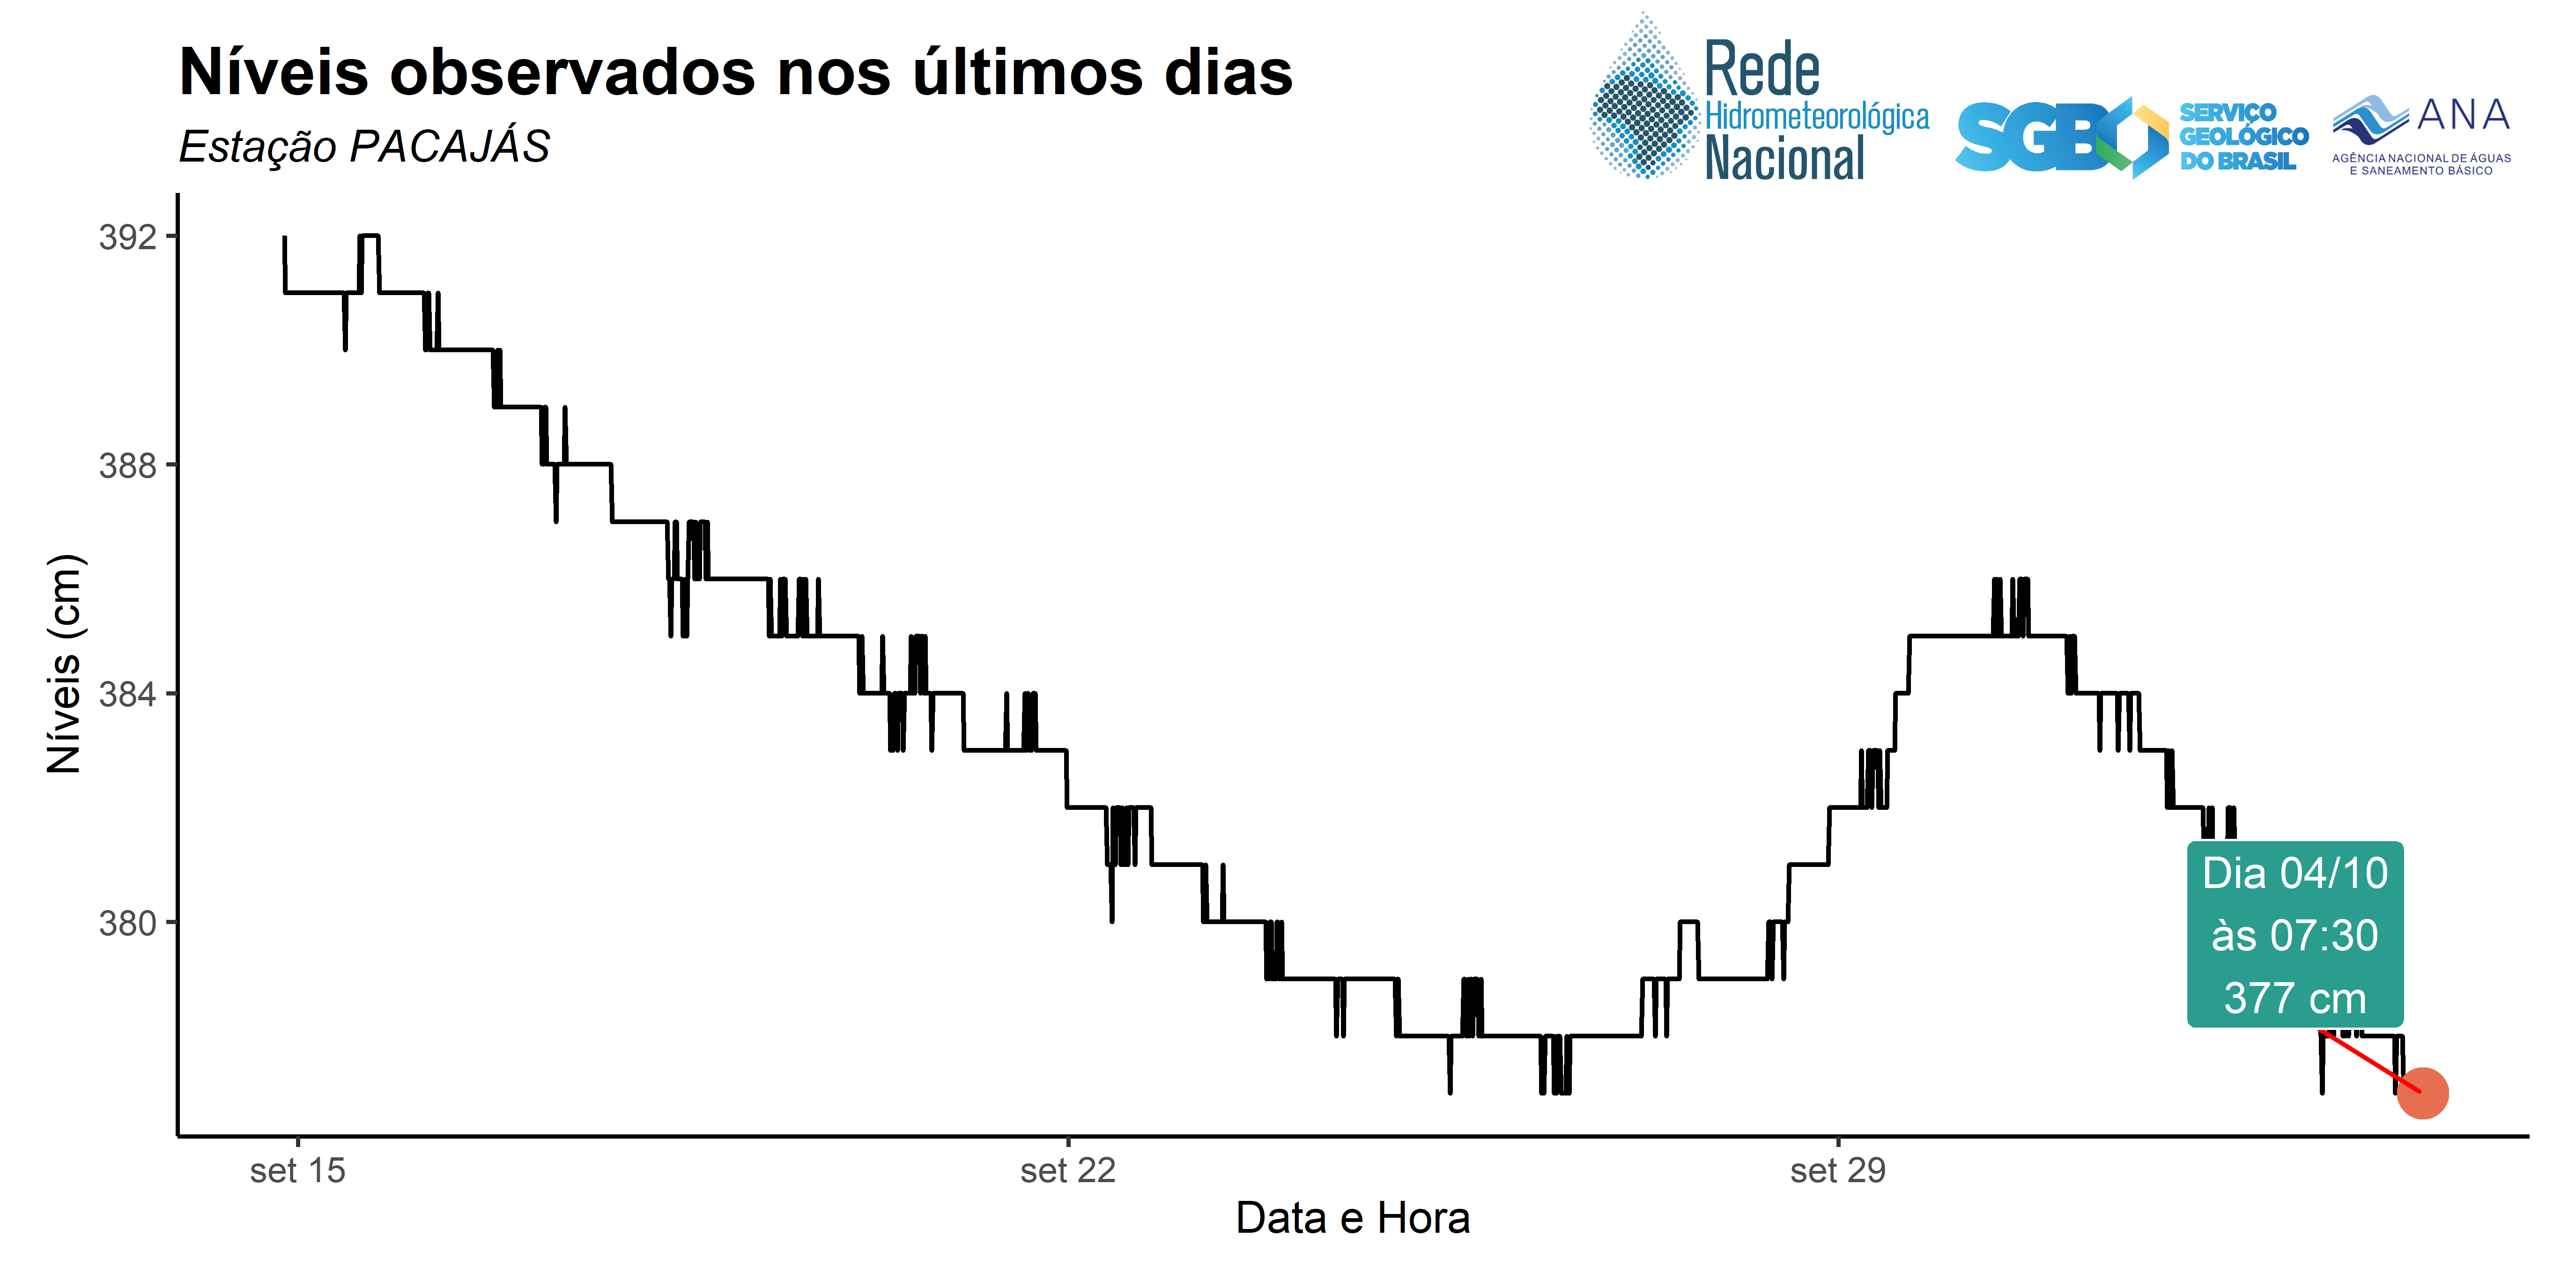 Níveis observados nos últimos dias
Estação PACAJÁS
Rede
Hidrometeorológica
Nacional
SGB
SERVIÇO
GEOLÓGICO
DO BRASIL
ANA
AGÊNCIA NACIONAL DE ÁGUAS
E SANEAMENTO BÁSICO
Níveis (cm)
392
388
384
380
Dia 04/10
às 07:30
377 cm
set 15
set 22
set 29
Data e Hora